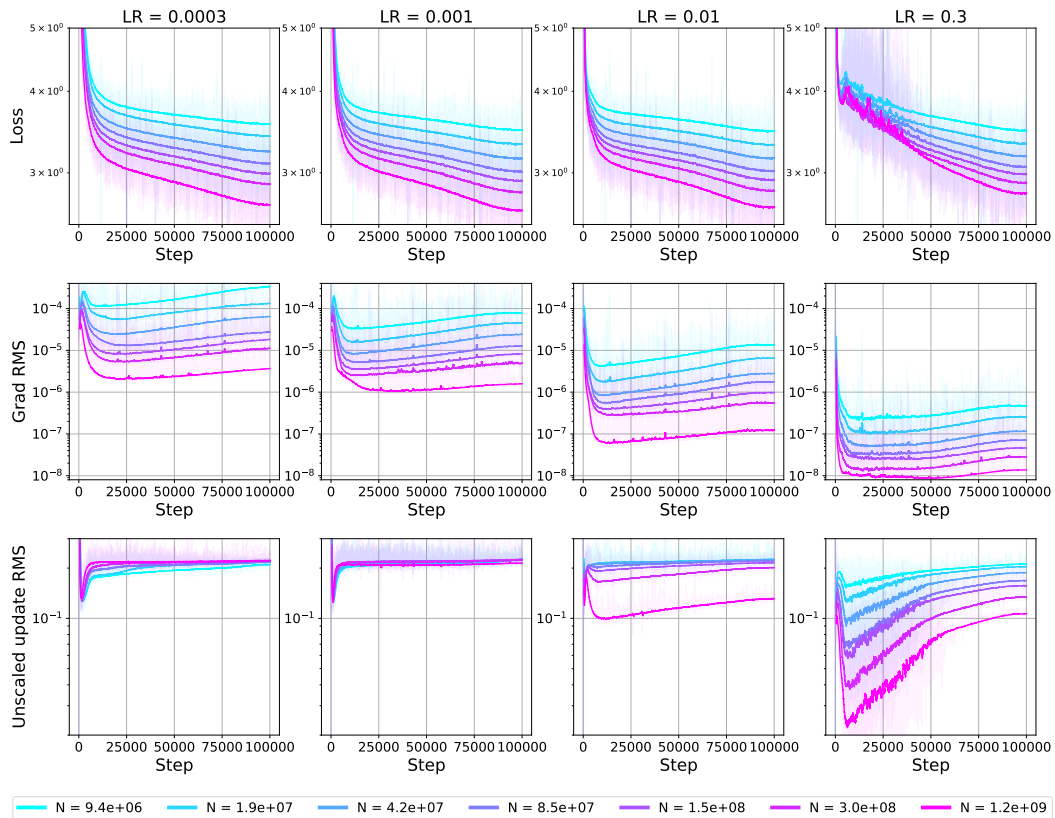 LR = 0.0003 LR = 0.001 LR = 0.01 LR = 0.3
5 × 10⁰ 5 × 10⁰ 5 × 10⁰ 5 × 10⁰
4 × 10⁰ 4 × 10⁰ 4 × 10⁰ 4 × 10⁰
3 × 10⁰ 3 × 10⁰ 3 × 10⁰ 3 × 10⁰
Loss
0 25000 50000 75000 100000 0 25000 50000 75000 100000 0 25000 50000 75000 100000 0 25000 50000 75000 100000
Step Step Step Step
10⁻⁴ 10⁻⁴ 10⁻⁴ 10⁻⁴
10⁻⁵ 10⁻⁵ 10⁻⁵ 10⁻⁵
10⁻⁶ 10⁻⁶ 10⁻⁶ 10⁻⁶
10⁻⁷ 10⁻⁷ 10⁻⁷ 10⁻⁷
10⁻⁸ 10⁻⁸ 10⁻⁸ 10⁻⁸
Grad RMS
0 25000 50000 75000 100000 0 25000 50000 75000 100000 0 25000 50000 75000 100000 0 25000 50000 75000 100000
Step Step Step Step
10⁻¹ 10⁻¹ 10⁻¹ 10⁻¹
Unscaled update RMS
0 25000 50000 75000 100000 0 25000 50000 75000 100000 0 25000 50000 75000 100000 0 25000 50000 75000 100000
Step Step Step Step
N = 9.4e+06 N = 1.9e+07 N = 4.2e+07 N = 8.5e+07 N = 1.5e+08 N = 3.0e+08 N = 1.2e+09